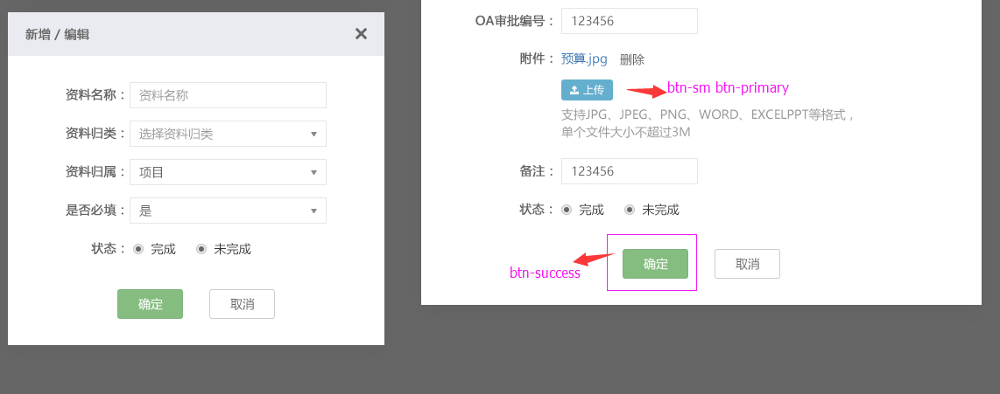 新增 / 编辑
资料名称： 资料名称
资料归类： 选择资料归类
资料归属： 项目
是否必填： 是
状态： 完成 未完成
确定 取消
OA审批编号： 123456
附件： 预算.jpg 删除
上传 btn-sm btn-primary
支持JPG、JPEG、PNG、WORD、EXCELPPT等格式，
单个文件大小不超过3M
备注： 123456
状态： 完成 未完成
确定 取消
btn-success